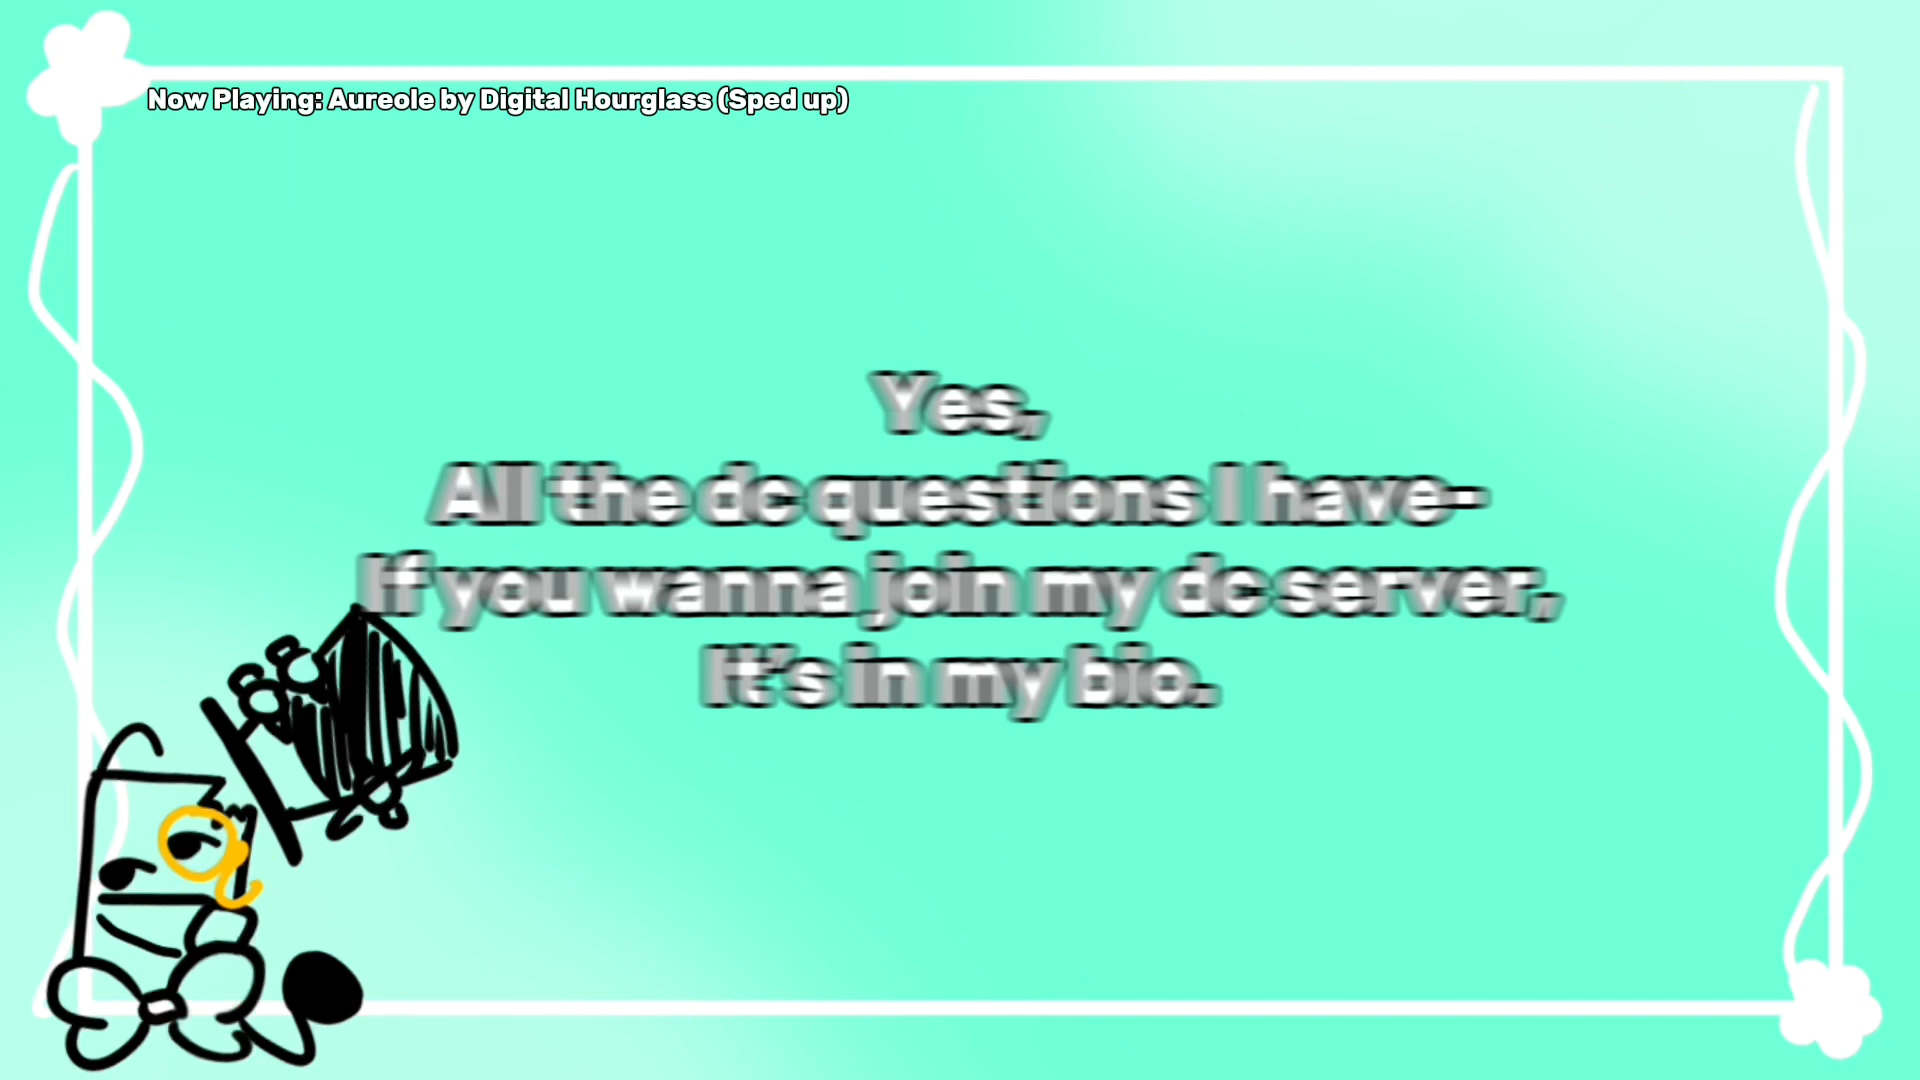 Now Playing: Aureole by Digital Hourglass (Sped up)
Yes,
All the dc questions I have-
If you wanna join my dc server,
It's in my bio.